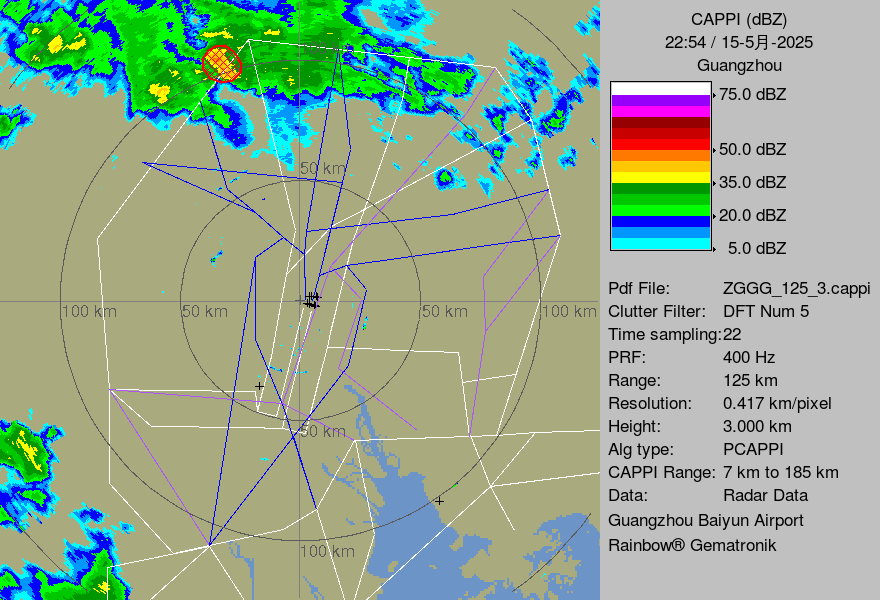 CAPPI (dBZ)
22:54 / 15-5月-2025
Guangzhou
75.0 dBZ
50.0 dBZ
35.0 dBZ
20.0 dBZ
5.0 dBZ
50 km
100 km
50 km
50 km
100 km
50 km
100 km
Pdf File: ZGGG_125_3.cappi
Clutter Filter: DFT Num 5
Time sampling:22
PRF: 400 Hz
Range: 125 km
Resolution: 0.417 km/pixel
Height: 3.000 km
Alg type: PCAPPI
CAPPI Range: 7 km to 185 km
Data: Radar Data
Guangzhou Baiyun Airport
Rainbow® Gematronik